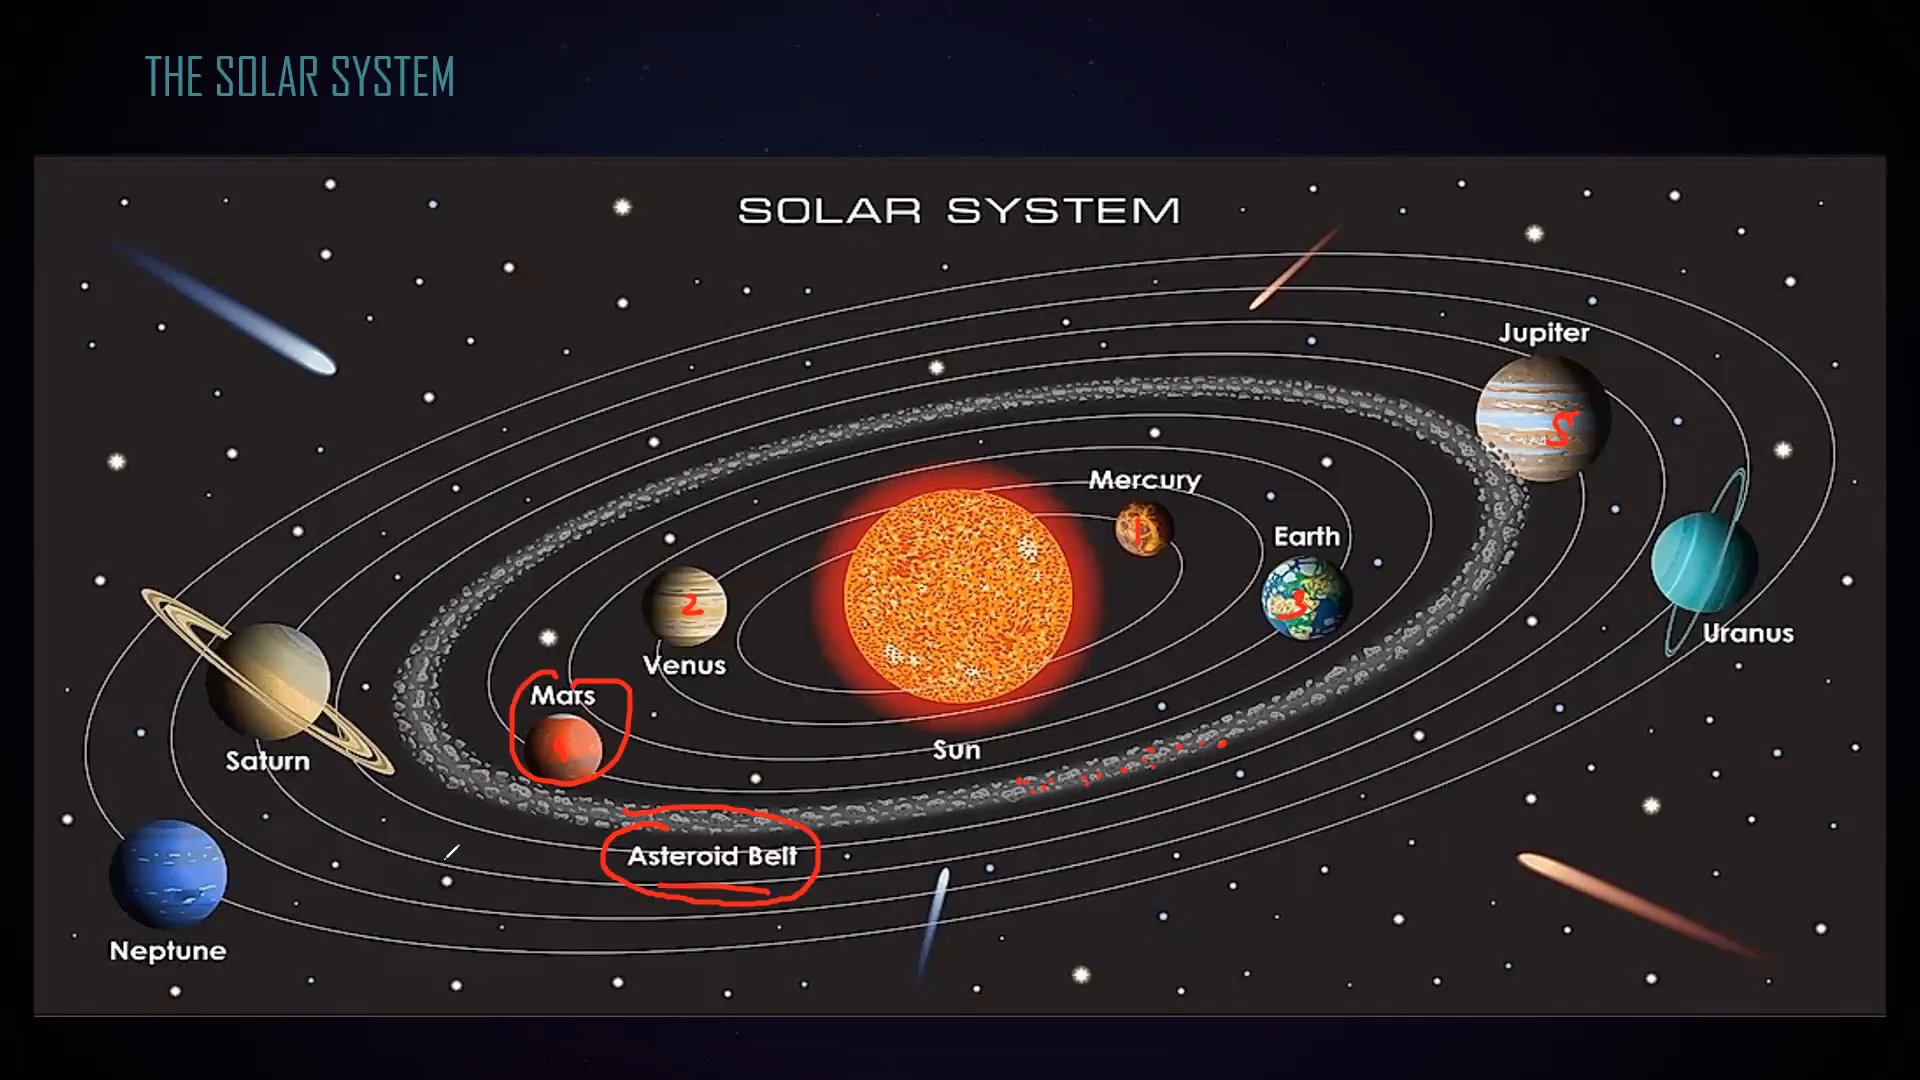 THE SOLAR SYSTEM
SOLAR SYSTEM
Jupiter
5
Mercury
1
Earth
3
Venus
2
Uranus
Mars
Saturn
Sun
Asteroid Belt
Neptune